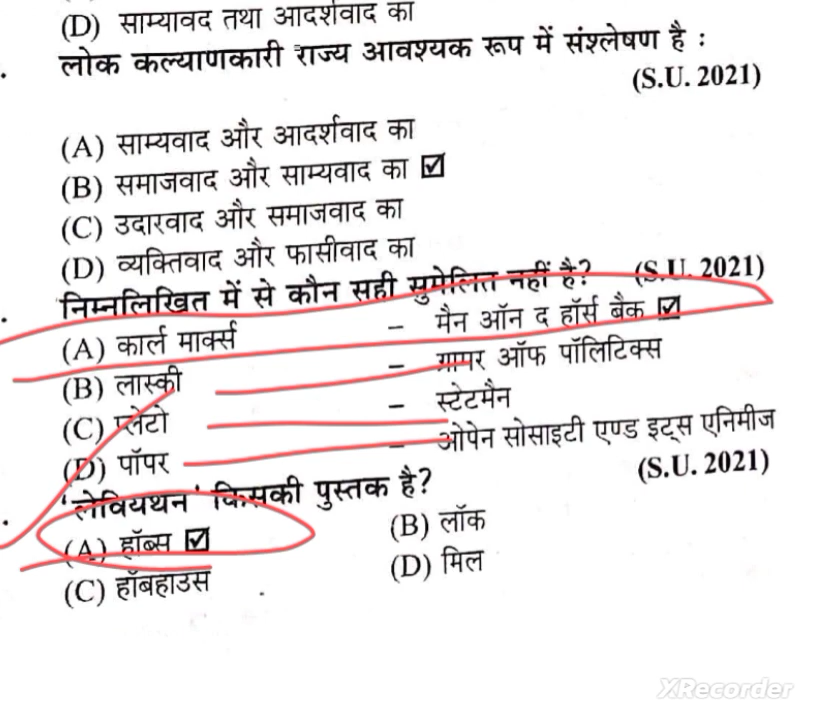 (D) साम्यावद तथा आदर्शवाद का
लोक कल्याणकारी राज्य आवश्यक रूप में संश्लेषण है :
(S.U. 2021)
(A) साम्यवाद और आदर्शवाद का
(B) समाजवाद और साम्यवाद का ☑
(C) उदारवाद और समाजवाद का
(D) व्यक्तिवाद और फासीवाद का
निम्नलिखित में से कौन सही सुमेलित नहीं है? (S.U. 2021)
(A) कार्ल मार्क्स – मैन ऑन द हॉर्स बैक ☑
(B) लास्की – ग्रामर ऑफ पॉलिटिक्स
(C) प्लेटो – स्टेटमैन
(D) पॉपर – ओपेन सोसाइटी एण्ड इट्स एनिमीज
'लेवियथन' किसकी पुस्तक है? (S.U. 2021)
(A) हॉब्स ☑ (B) लॉक
(C) हॉबहाउस (D) मिल
XRecorder